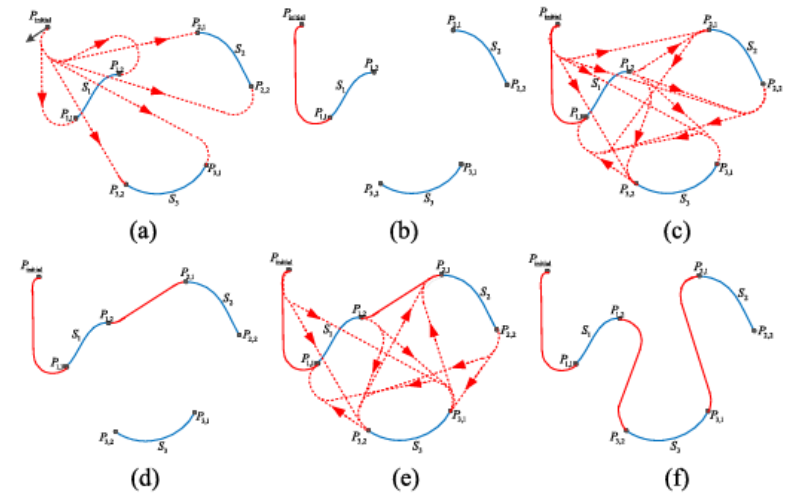 P_initial
P_2,1
S_2
P_1,2
S_1
P_2,2
P_1,1
P_3,1
P_3,2
S_3
(a)
P_initial
P_2,1
S_2
P_1,2
S_1
P_2,2
P_1,1
P_3,1
P_3,2
S_3
(b)
P_initial
P_2,1
S_2
P_1,2
S_1
P_2,2
P_1,1
P_3,1
P_3,2
S_3
(c)
P_initial
P_2,1
S_2
P_1,2
S_1
P_2,2
P_1,1
P_3,1
P_3,2
S_3
(d)
P_initial
P_2,1
S_2
P_1,2
S_1
P_2,2
P_1,1
P_3,1
P_3,2
S_3
(e)
P_initial
P_2,1
S_2
P_1,2
S_1
P_2,2
P_1,1
P_3,1
P_3,2
S_3
(f)